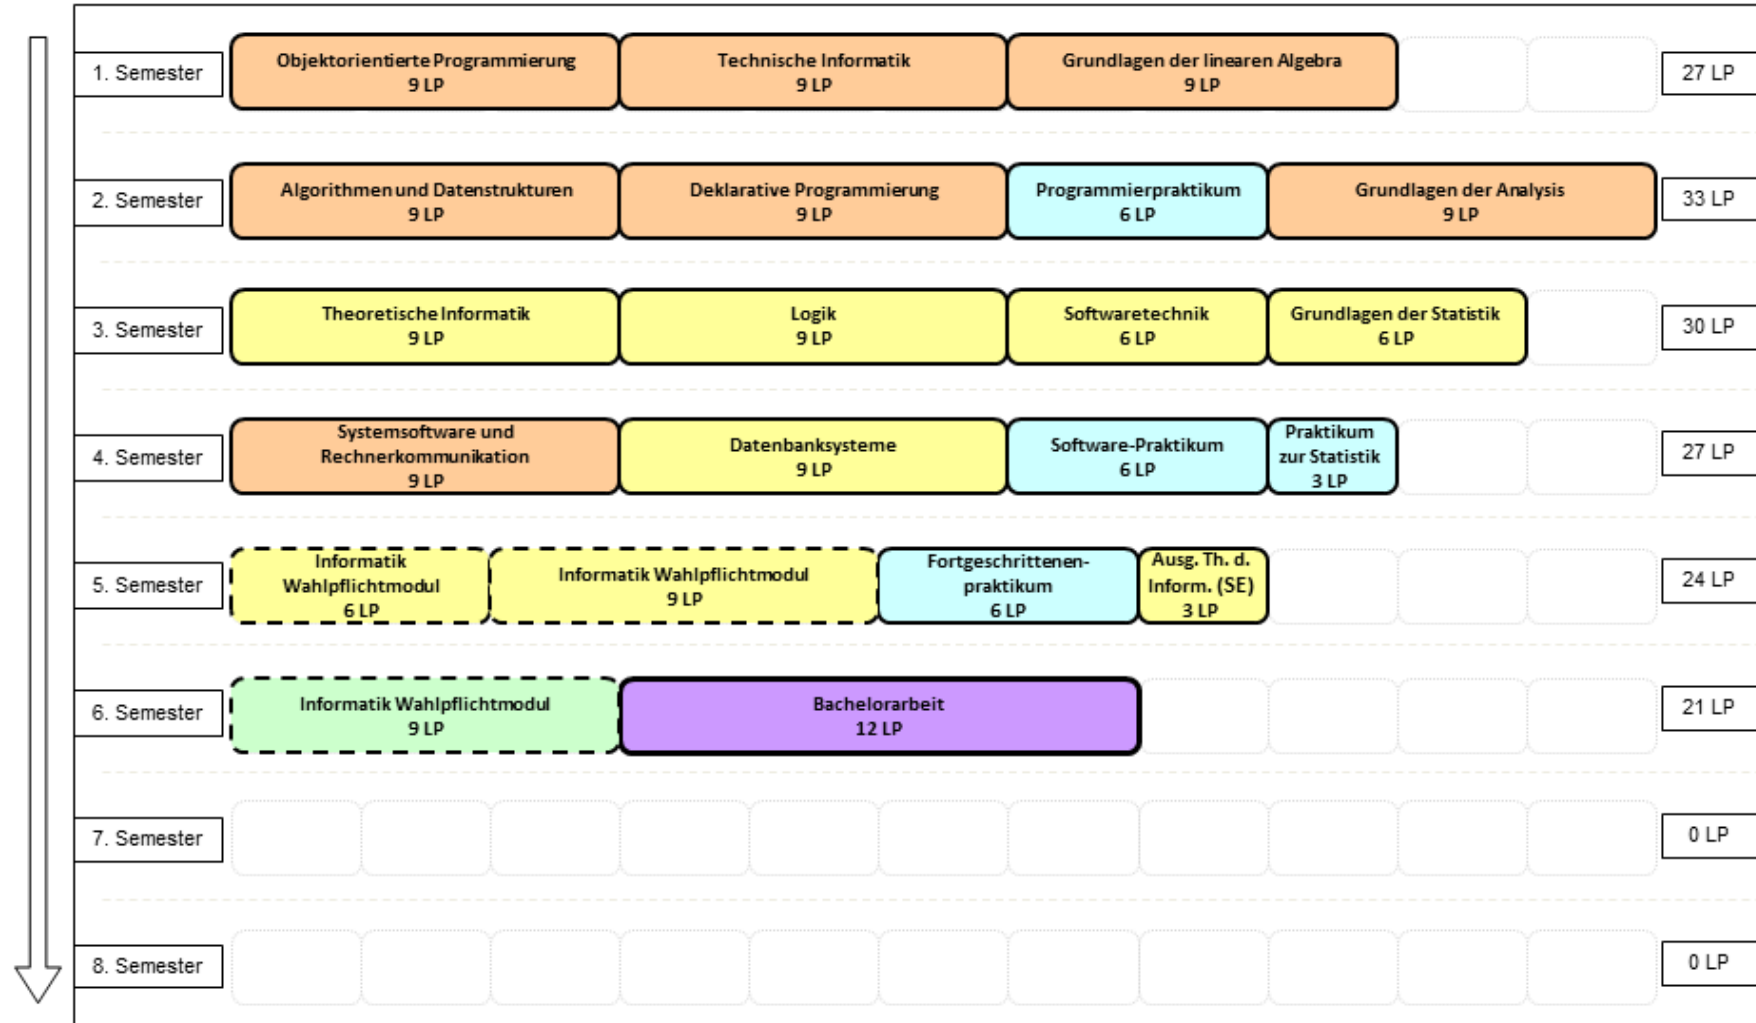 1. Semester
Objektorientierte Programmierung
9 LP
Technische Informatik
9 LP
Grundlagen der linearen Algebra
9 LP
27 LP
2. Semester
Algorithmen und Datenstrukturen
9 LP
Deklarative Programmierung
9 LP
Programmierpraktikum
6 LP
Grundlagen der Analysis
9 LP
33 LP
3. Semester
Theoretische Informatik
9 LP
Logik
9 LP
Softwaretechnik
6 LP
Grundlagen der Statistik
6 LP
30 LP
4. Semester
Systemsoftware und
Rechnerkommunikation
9 LP
Datenbanksysteme
9 LP
Software-Praktikum
6 LP
Praktikum
zur Statistik
3 LP
27 LP
5. Semester
Informatik
Wahlpflichtmodul
6 LP
Informatik Wahlpflichtmodul
9 LP
Fortgeschrittenen-
praktikum
6 LP
Ausg. Th. d.
Inform. (SE)
3 LP
24 LP
6. Semester
Informatik Wahlpflichtmodul
9 LP
Bachelorarbeit
12 LP
21 LP
7. Semester
0 LP
8. Semester
0 LP